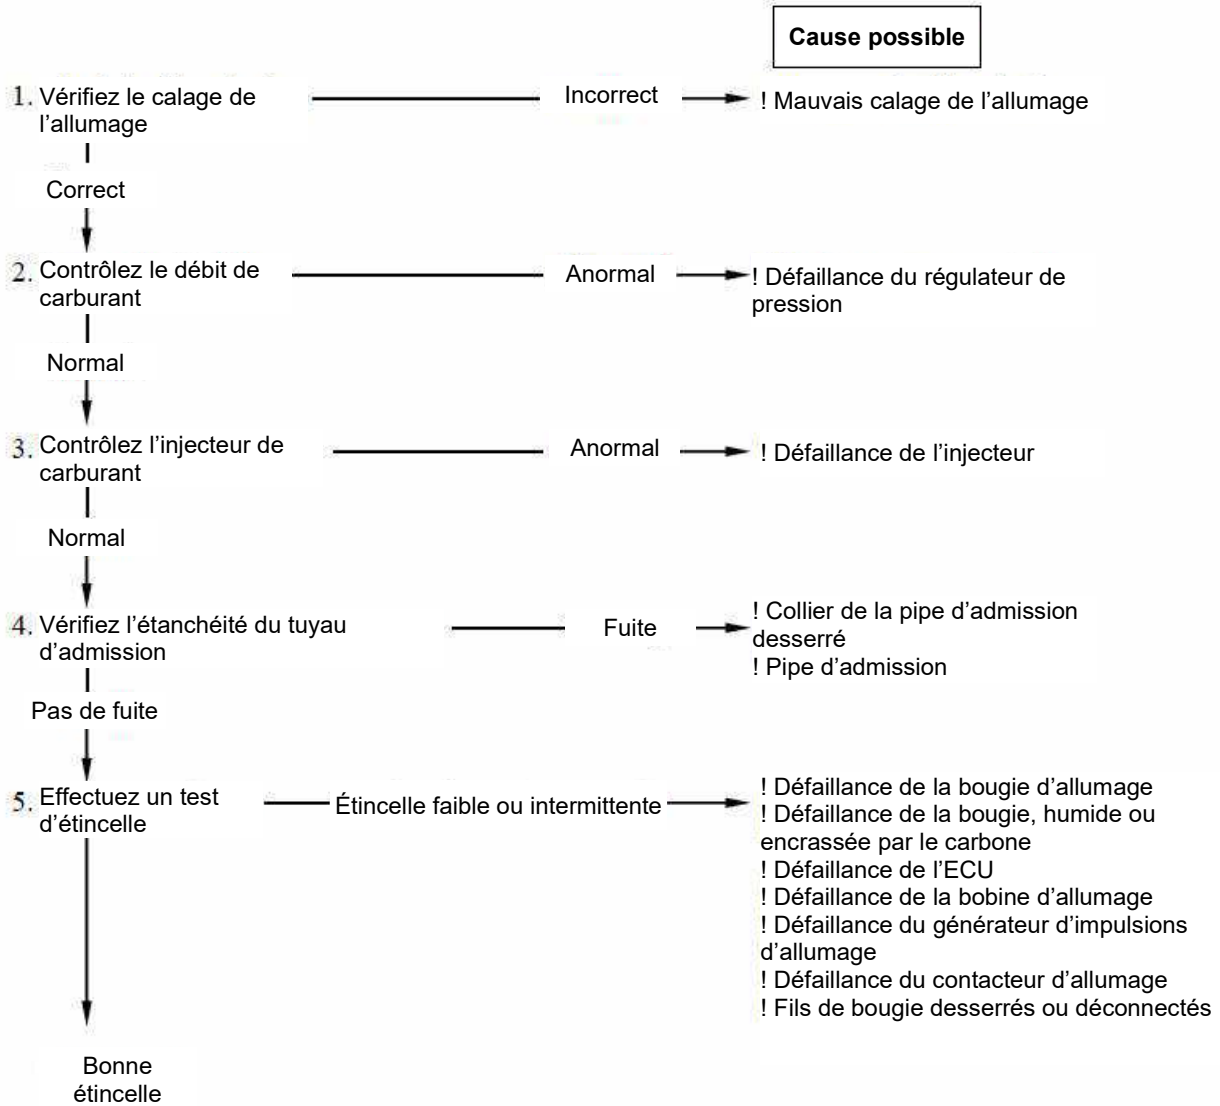 Cause possible
1. Vérifiez le calage de
l’allumage
Incorrect
! Mauvais calage de l’allumage
Correct
2. Contrôlez le débit de
carburant
Anormal
! Défaillance du régulateur de
pression
Normal
3. Contrôlez l’injecteur de
carburant
Anormal
! Défaillance de l’injecteur
Normal
4. Vérifiez l’étanchéité du tuyau
d’admission
Fuite
! Collier de la pipe d’admission
desserré
! Pipe d’admission
Pas de fuite
5. Effectuez un test
d’étincelle
Étincelle faible ou intermittente
! Défaillance de la bougie d’allumage
! Défaillance de la bougie, humide ou
encrassée par le carbone
! Défaillance de l’ECU
! Défaillance de la bobine d’allumage
! Défaillance du générateur d’impulsions
d’allumage
! Défaillance du contacteur d’allumage
! Fils de bougie desserrés ou déconnectés
Bonne
étincelle